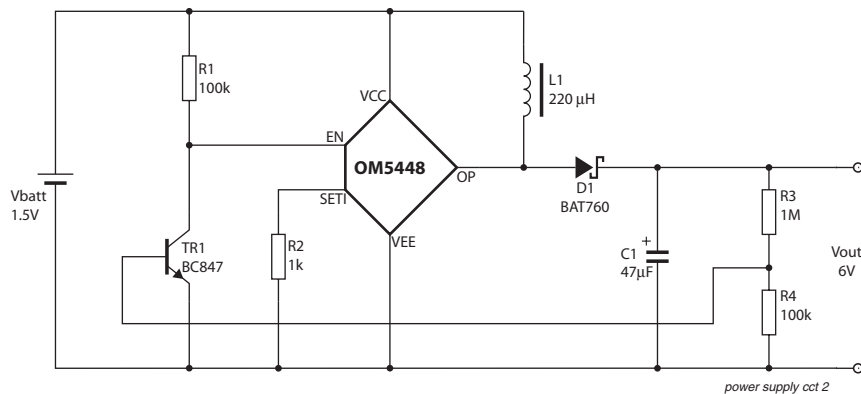 R1
100k
L1
220 µH
VCC
EN
OM5448
OP
SETI
D1
BAT760
Vbatt
1.5V
R3
1M
TR1
BC847
R2
1k
VEE
C1
+
47µF
Vout
6V
R4
100k
power supply cct 2